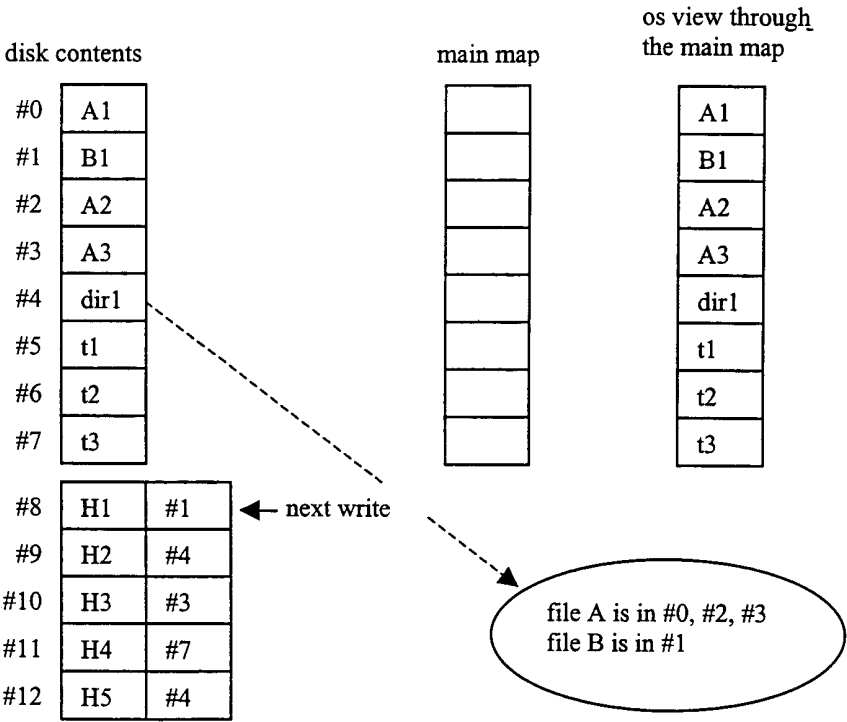 disk contents
main map
os view through
the main map
#0 A1
#1 B1
#2 A2
#3 A3
#4 dir1
#5 t1
#6 t2
#7 t3
A1
B1
A2
A3
dir1
t1
t2
t3
#8 H1 #1
next write
#9 H2 #4
#10 H3 #3
#11 H4 #7
#12 H5 #4
file A is in #0, #2, #3
file B is in #1